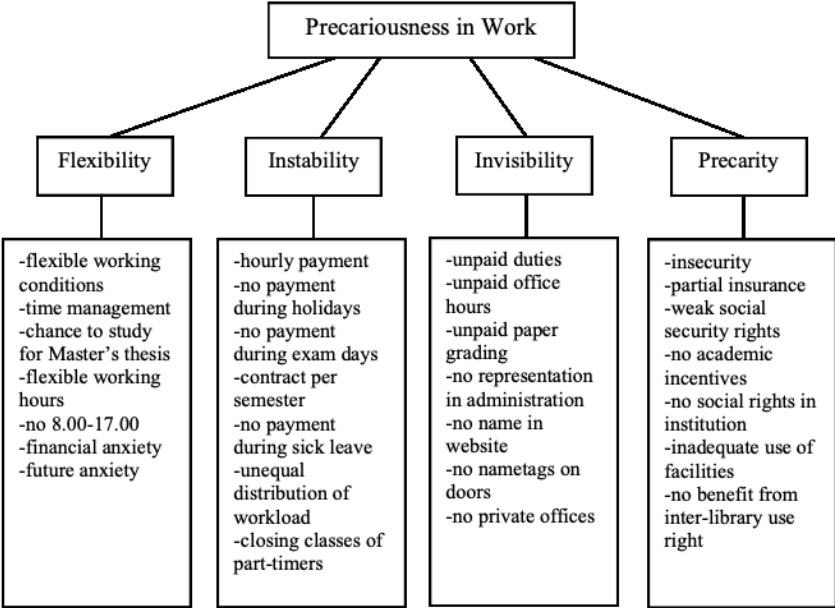 Precariousness in Work
Flexibility
Instability
Invisibility
Precarity
-flexible working
conditions
-time management
-chance to study
for Master's thesis
-flexible working
hours
-no 8.00-17.00
-financial anxiety
-future anxiety
-hourly payment
-no payment
during holidays
-no payment
during exam days
-contract per
semester
-no payment
during sick leave
-unequal
distribution of
workload
-closing classes of
part-timers
-unpaid duties
-unpaid office
hours
-unpaid paper
grading
-no representation
in administration
-no name in
website
-no nametags on
doors
-no private offices
-insecurity
-partial insurance
-weak social
security rights
-no academic
incentives
-no social rights in
institution
-inadequate use of
facilities
-no benefit from
inter-library use
right